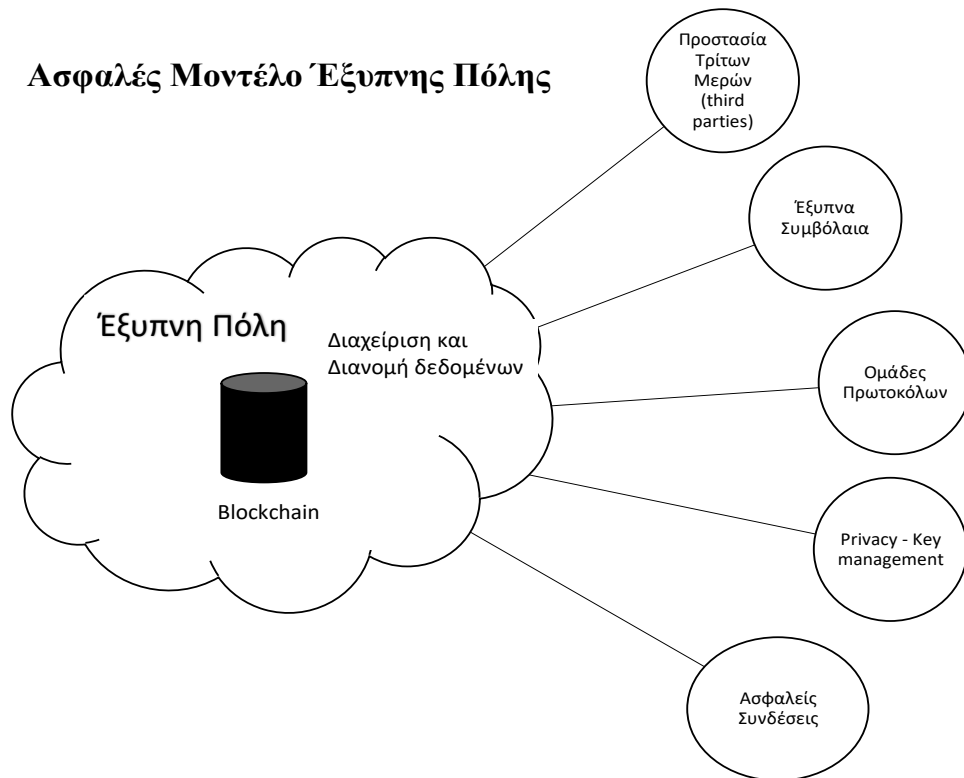 Ασφαλές Μοντέλο Έξυπνης Πόλης
Προστασία
Τρίτων
Μερών
(third
parties)
Έξυπνα
Συμβόλαια
Έξυπνη Πόλη
Διαχείριση και
Διανομή δεδομένων
Blockchain
Ομάδες
Πρωτοκόλων
Privacy - Key
management
Ασφαλείς
Συνδέσεις